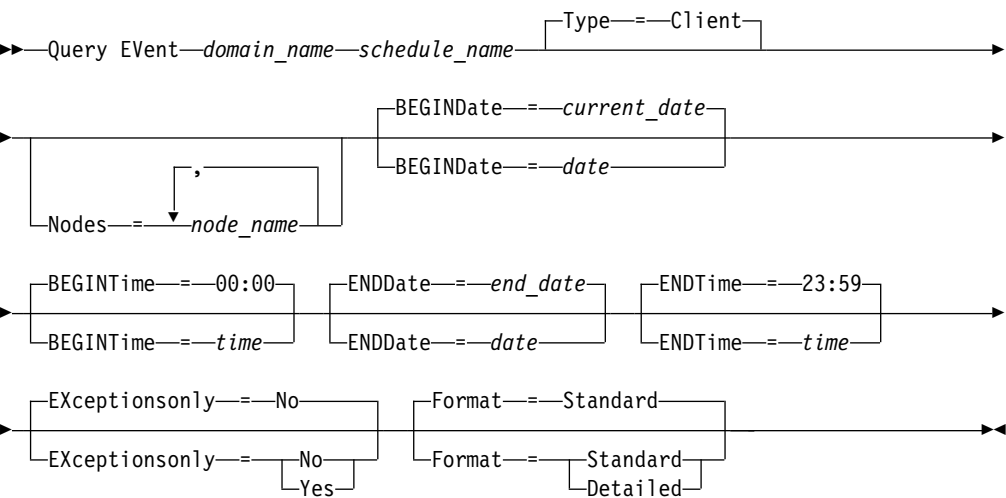 Type = Client
Query EVent domain_name schedule_name
BEGINDate = current_date
BEGINDate = date
,
Nodes = node_name
BEGINTime = 00:00
BEGINTime = time
ENDDate = end_date
ENDDate = date
ENDTime = 23:59
ENDTime = time
EXceptionsonly = No
EXceptionsonly = No
Yes
Format = Standard
Format = Standard
Detailed